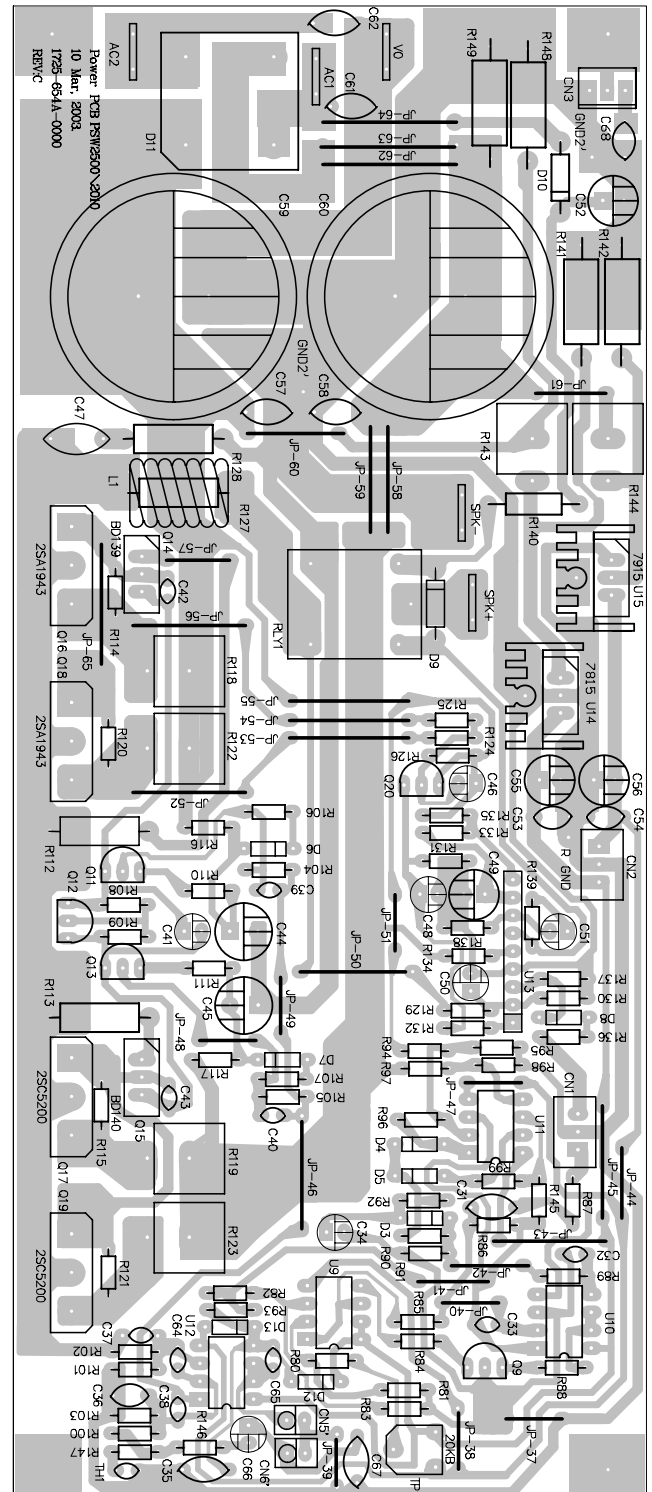 Power PCB PSW2500\2010
10 Mar, 2003.
1725-654A-0000
REV:C
AC2
C62
V0
AC1
C61
D11
JP-64
JP-63
JP-62
R149
R148
CN3
GND2'
C68
D10
C52
C59
C60
R141
R142
GND2'
C57
C58
JP-61
C47
JP-60
JP-59
JP-58
R143
R144
R128
L1
R127
SPK-
R140
7915 U15
2SA1943
BD139
Q14
JP-57
C42
SPK+
R114
JP-65
Q16
Q18
JP-56
RLY1
D9
7815 U14
R118
R122
2SA1943
R120
JP-55
JP-54
JP-53
JP-52
R125
R124
R126
Q20
C46
C55
C56
R106
R116
R112
D6
R104
R135
R133
C53
C54
R131
R GND
CN2
Q11
Q12
R108
R109
R110
C39
C48
C49
R139
C41
C44
JP-51
R138
C51
Q13
R111
JP-50
R134
C50
U13
R113
C45
JP-49
R129
R132
R137
R130
D8
R136
JP-48
R117
D7
R107
R105
R94
R97
R95
R98
2SC5200
BD140
Q15
C43
C40
JP-47
U11
CN1
R115
R96
D4
JP-46
JP-45
JP-44
Q17
Q19
R119
D5
R99
R92
C31
R145
R87
R123
C34
D3
R90
R86
JP-43
C32
2SC5200
R121
R91
JP-42
R89
R82
R93
D13
U9
JP-41
JP-40
R85
U10
C37
U12
C64
R84
C33
R102
R101
R80
Q9
R88
C36
C38
C65
D12
R81
R103
R100
R147
R146
CN5'
R83
JP-38
20KB
JP-37
TH1
C35
C66
CN6'
JP-39
C67
TP